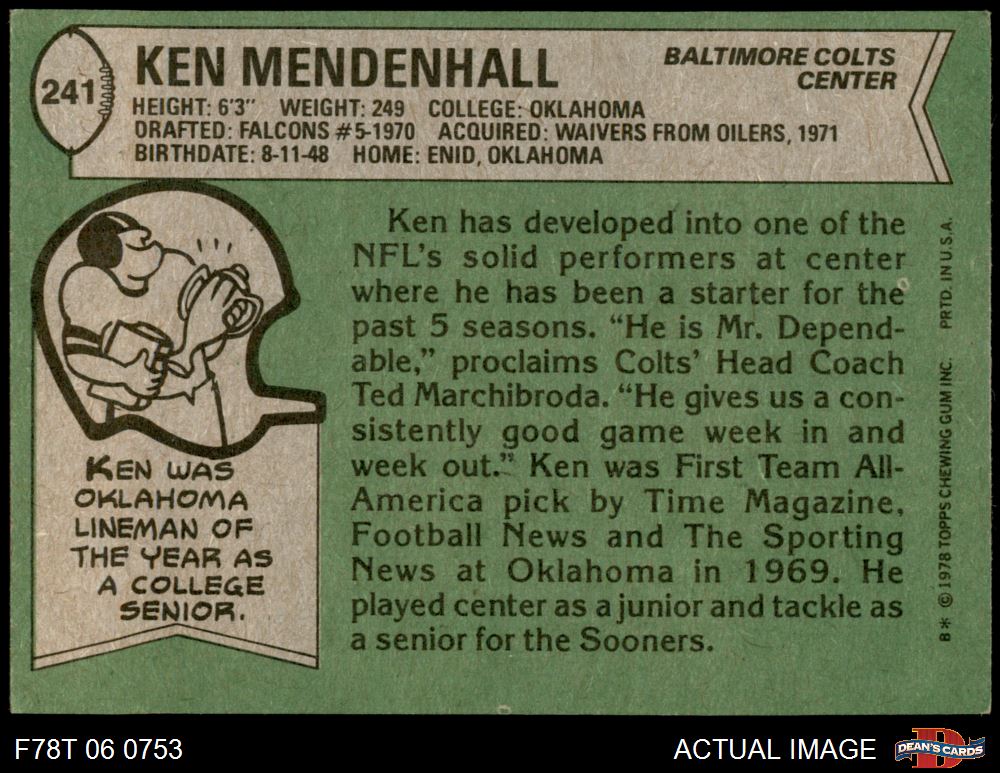 241
KEN MENDENHALL
BALTIMORE COLTS
CENTER
HEIGHT: 6'3" WEIGHT: 249 COLLEGE: OKLAHOMA
DRAFTED: FALCONS #5-1970 ACQUIRED: WAIVERS FROM OILERS, 1971
BIRTHDATE: 8-11-48 HOME: ENID, OKLAHOMA
KEN WAS
OKLAHOMA
LINEMAN OF
THE YEAR AS
A COLLEGE
SENIOR.
Ken has developed into one of the
NFL's solid performers at center
where he has been a starter for the
past 5 seasons. "He is Mr. Depend-
able," proclaims Colts' Head Coach
Ted Marchibroda. "He gives us a con-
sistently good game week in and
week out." Ken was First Team All-
America pick by Time Magazine,
Football News and The Sporting
News at Oklahoma in 1969. He
played center as a junior and tackle as
a senior for the Sooners.
B* © 1978 TOPPS CHEWING GUM INC. PRTD. IN U.S.A.
F78T 06 0753
ACTUAL IMAGE
DEAN'S CARDS